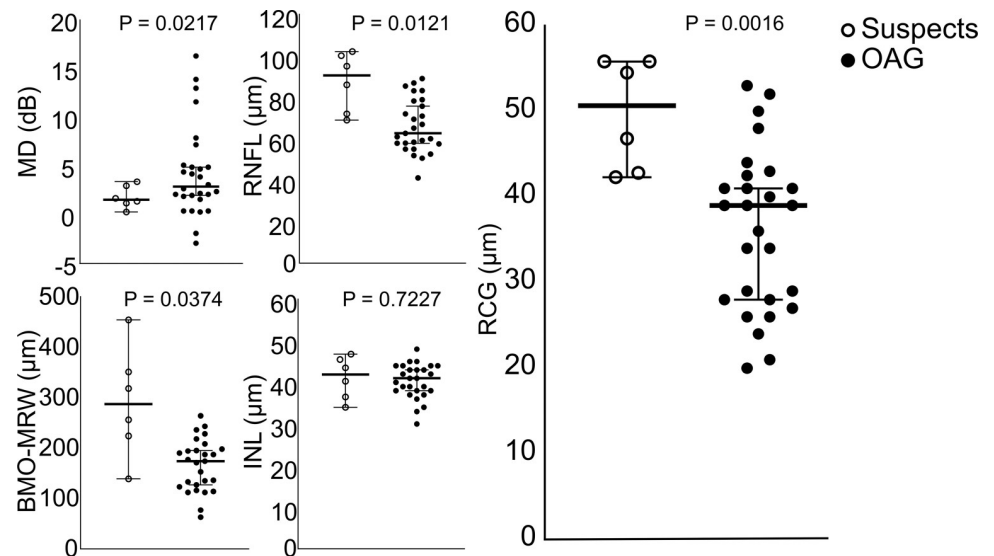 P = 0.0217
MD (dB)
20
15
10
5
0
-5
P = 0.0121
RNFL (µm)
120
100
80
60
40
20
0
P = 0.0374
BMO-MRW (µm)
500
400
300
200
100
0
P = 0.7227
INL (µm)
60
50
40
30
20
10
0
P = 0.0016
RCG (µm)
60
50
40
30
20
10
0
Suspects
OAG